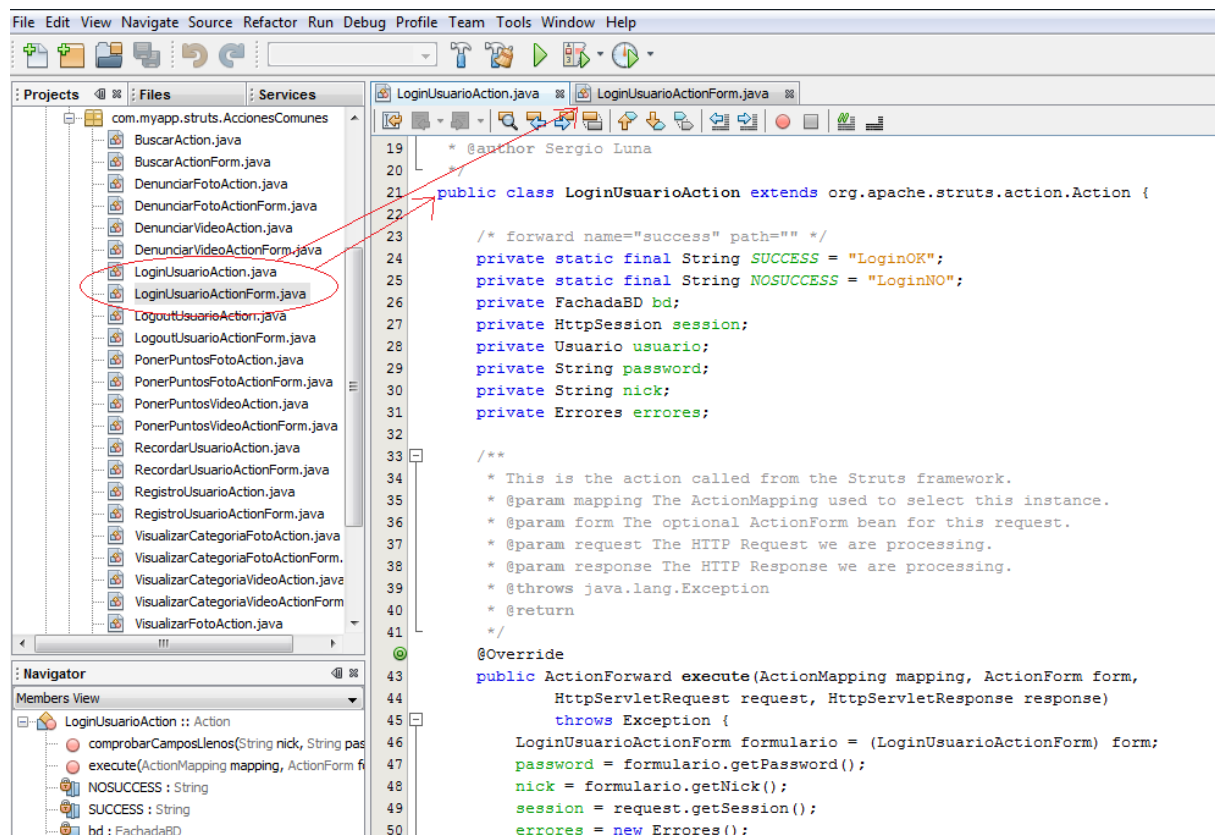 File Edit View Navigate Source Refactor Run Debug Profile Team Tools Window Help
Projects Files Services
com.myapp.struts.AccionesComunes
BuscarAction.java
BuscarActionForm.java
DenunciarFotoAction.java
DenunciarFotoActionForm.java
DenunciarVideoAction.java
DenunciarVideoActionForm.java
LoginUsuarioAction.java
LoginUsuarioActionForm.java
LogoutUsuarioAction.java
LogoutUsuarioActionForm.java
PonerPuntosFotoAction.java
PonerPuntosFotoActionForm.java
PonerPuntosVideoAction.java
PonerPuntosVideoActionForm.java
RecordarUsuarioAction.java
RecordarUsuarioActionForm.java
RegistroUsuarioAction.java
RegistroUsuarioActionForm.java
VisualizarCategoriaFotoAction.java
VisualizarCategoriaFotoActionForm.
VisualizarCategoriaVideoAction.java
VisualizarCategoriaVideoActionForm
VisualizarFotoAction.java
Navigator
Members View
LoginUsuarioAction :: Action
comprobarCamposLlenos(String nick, String pas
execute(ActionMapping mapping, ActionForm f
NOSUCCESS : String
SUCCESS : String
bd : FachadaBD
LoginUsuarioAction.java LoginUsuarioActionForm.java
19 * @author Sergio Luna
20 */
21 public class LoginUsuarioAction extends org.apache.struts.action.Action {
22
23 /* forward name="success" path="" */
24 private static final String SUCCESS = "LoginOK";
25 private static final String NOSUCCESS = "LoginNO";
26 private FachadaBD bd;
27 private HttpSession session;
28 private Usuario usuario;
29 private String password;
30 private String nick;
31 private Errores errores;
32
33 /**
34 * This is the action called from the Struts framework.
35 * @param mapping The ActionMapping used to select this instance.
36 * @param form The optional ActionForm bean for this request.
37 * @param request The HTTP Request we are processing.
38 * @param response The HTTP Response we are processing.
39 * @throws java.lang.Exception
40 * @return
41 */
@Override
43 public ActionForward execute(ActionMapping mapping, ActionForm form,
44 HttpServletRequest request, HttpServletResponse response)
45 throws Exception {
46 LoginUsuarioActionForm formulario = (LoginUsuarioActionForm) form;
47 password = formulario.getPassword();
48 nick = formulario.getNick();
49 session = request.getSession();
50 errores = new Errores();